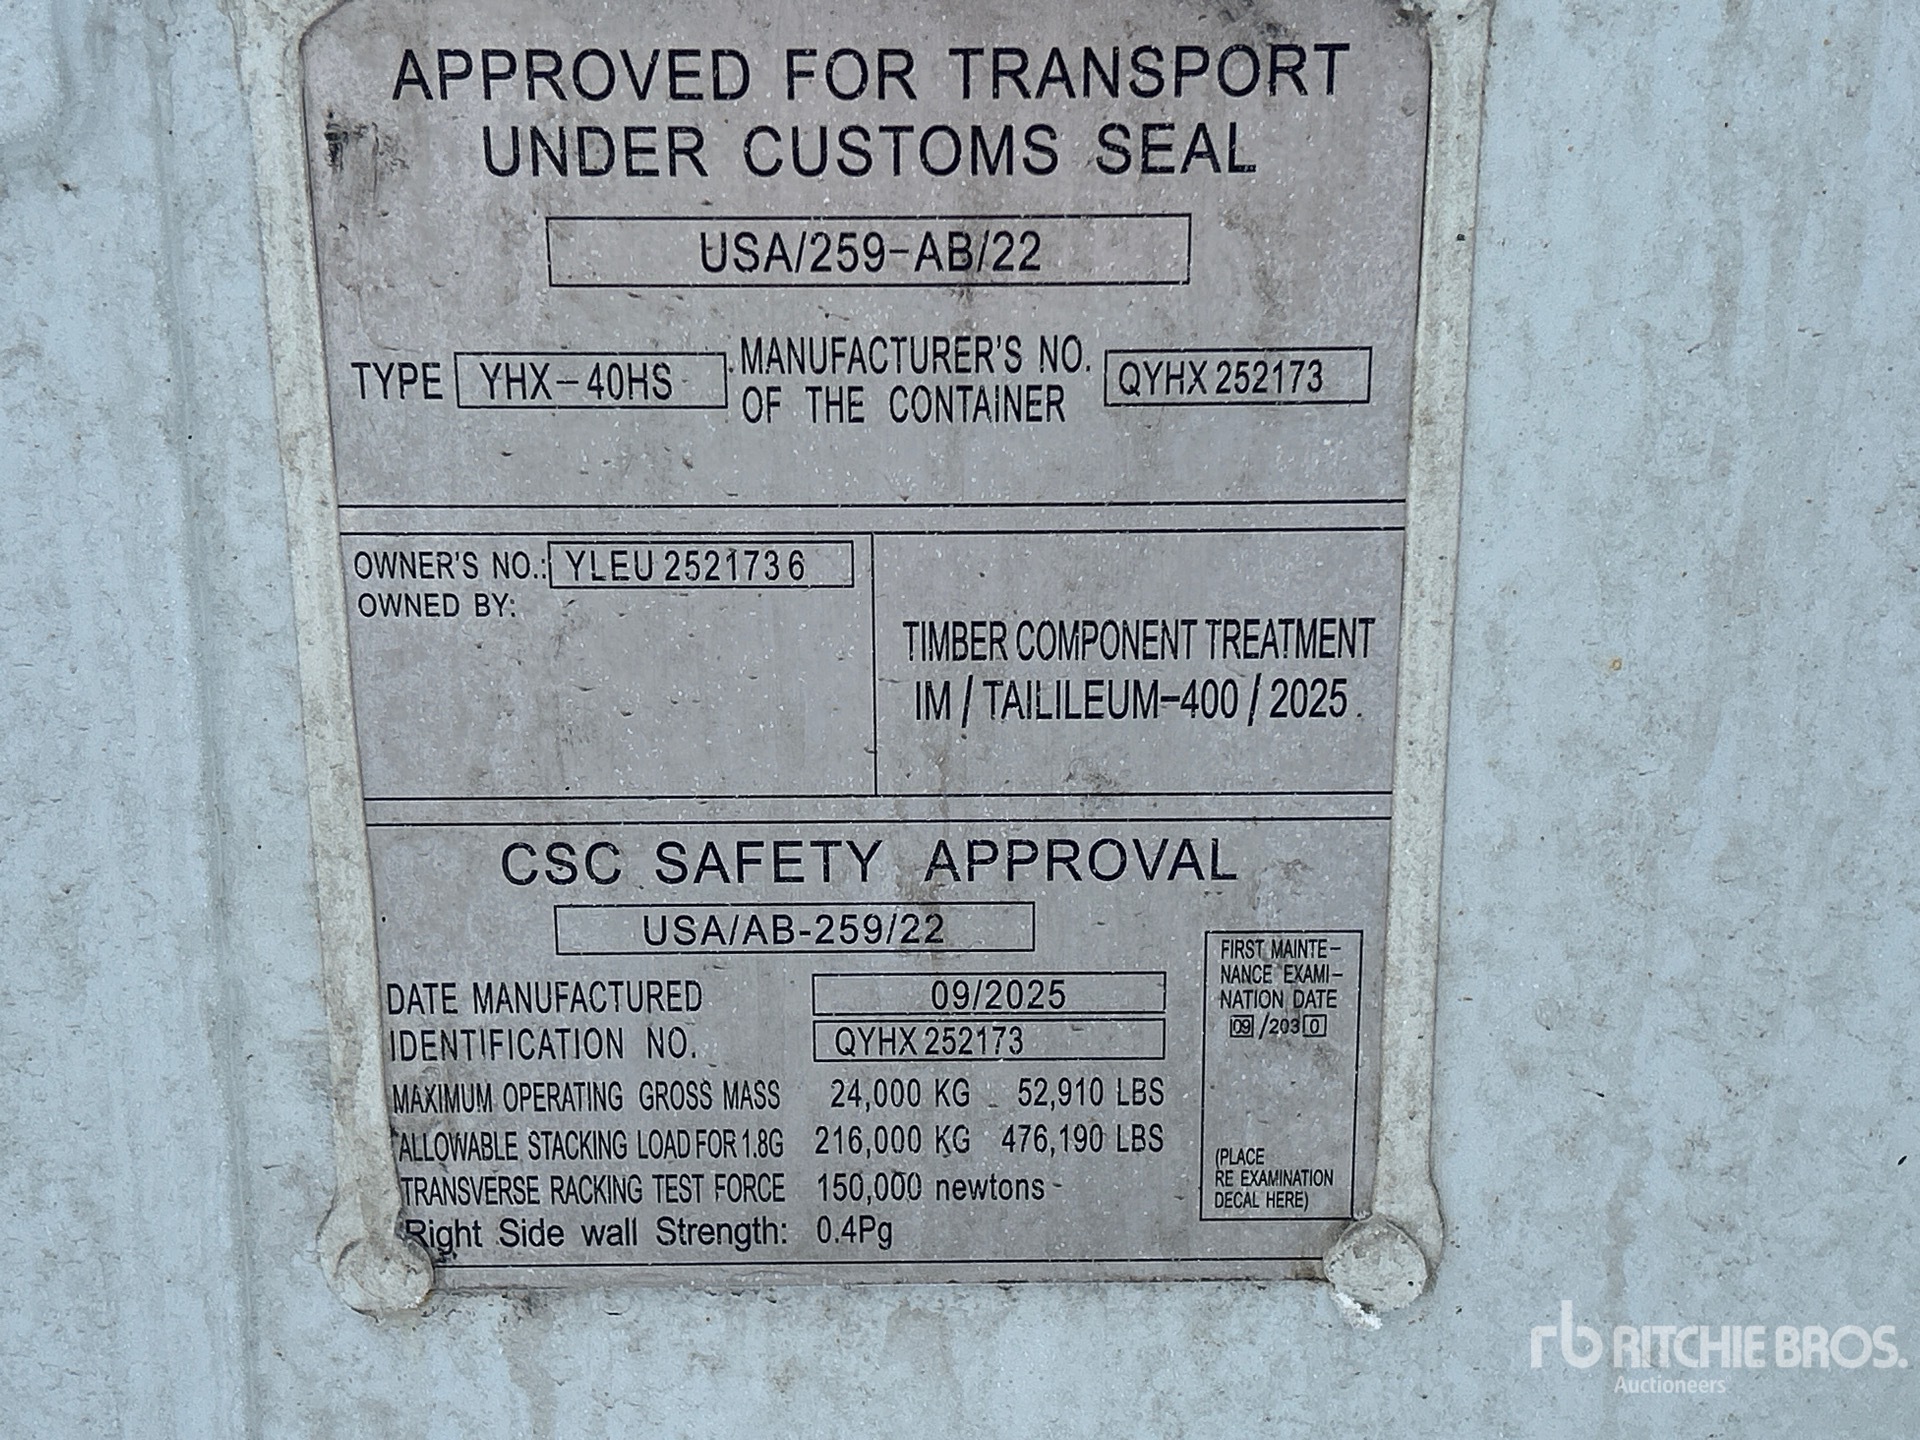 APPROVED FOR TRANSPORT
UNDER CUSTOMS SEAL
USA/259-AB/22
TYPE YHX-40HS MANUFACTURER'S NO. OF THE CONTAINER QYHX 252173
OWNER'S NO.: YLEU 252173 6
OWNED BY:
TIMBER COMPONENT TREATMENT
IM / TAILILEUM-400 / 2025
CSC SAFETY APPROVAL
USA/AB-259/22
DATE MANUFACTURED 09/2025
IDENTIFICATION NO. QYHX 252173
MAXIMUM OPERATING GROSS MASS 24,000 KG 52,910 LBS
ALLOWABLE STACKING LOAD FOR 1.8G 216,000 KG 476,190 LBS
TRANSVERSE RACKING TEST FORCE 150,000 newtons
Right Side wall Strength: 0.4Pg
FIRST MAINTE-
NANCE EXAMI-
NATION DATE
09/2030
(PLACE
RE EXAMINATION
DECAL HERE)
rb RITCHIE BROS.
Auctioneers